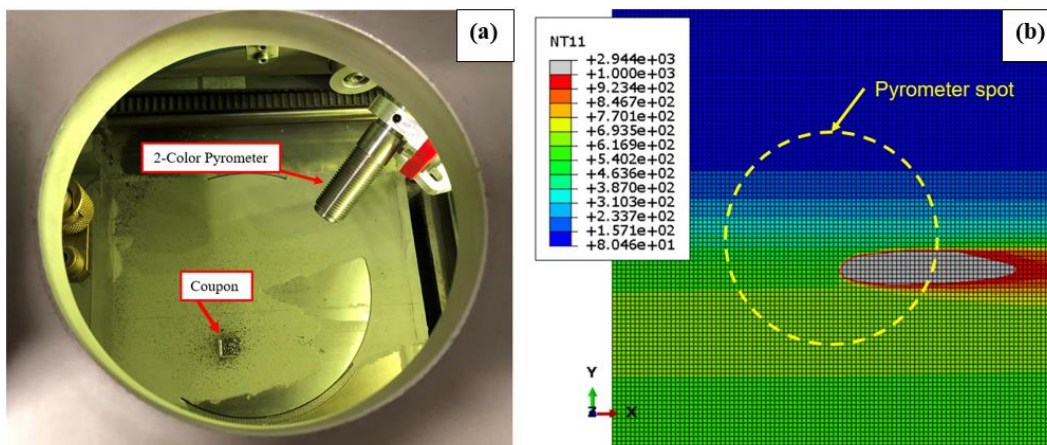 (a)
2-Color Pyrometer
Coupon
(b)
NT11
+2.944e+03
+1.000e+03
+9.234e+02
+8.467e+02
+7.701e+02
+6.935e+02
+6.169e+02
+5.402e+02
+4.636e+02
+3.870e+02
+3.103e+02
+2.337e+02
+1.571e+02
+8.046e+01
Pyrometer spot
Y
Z
X